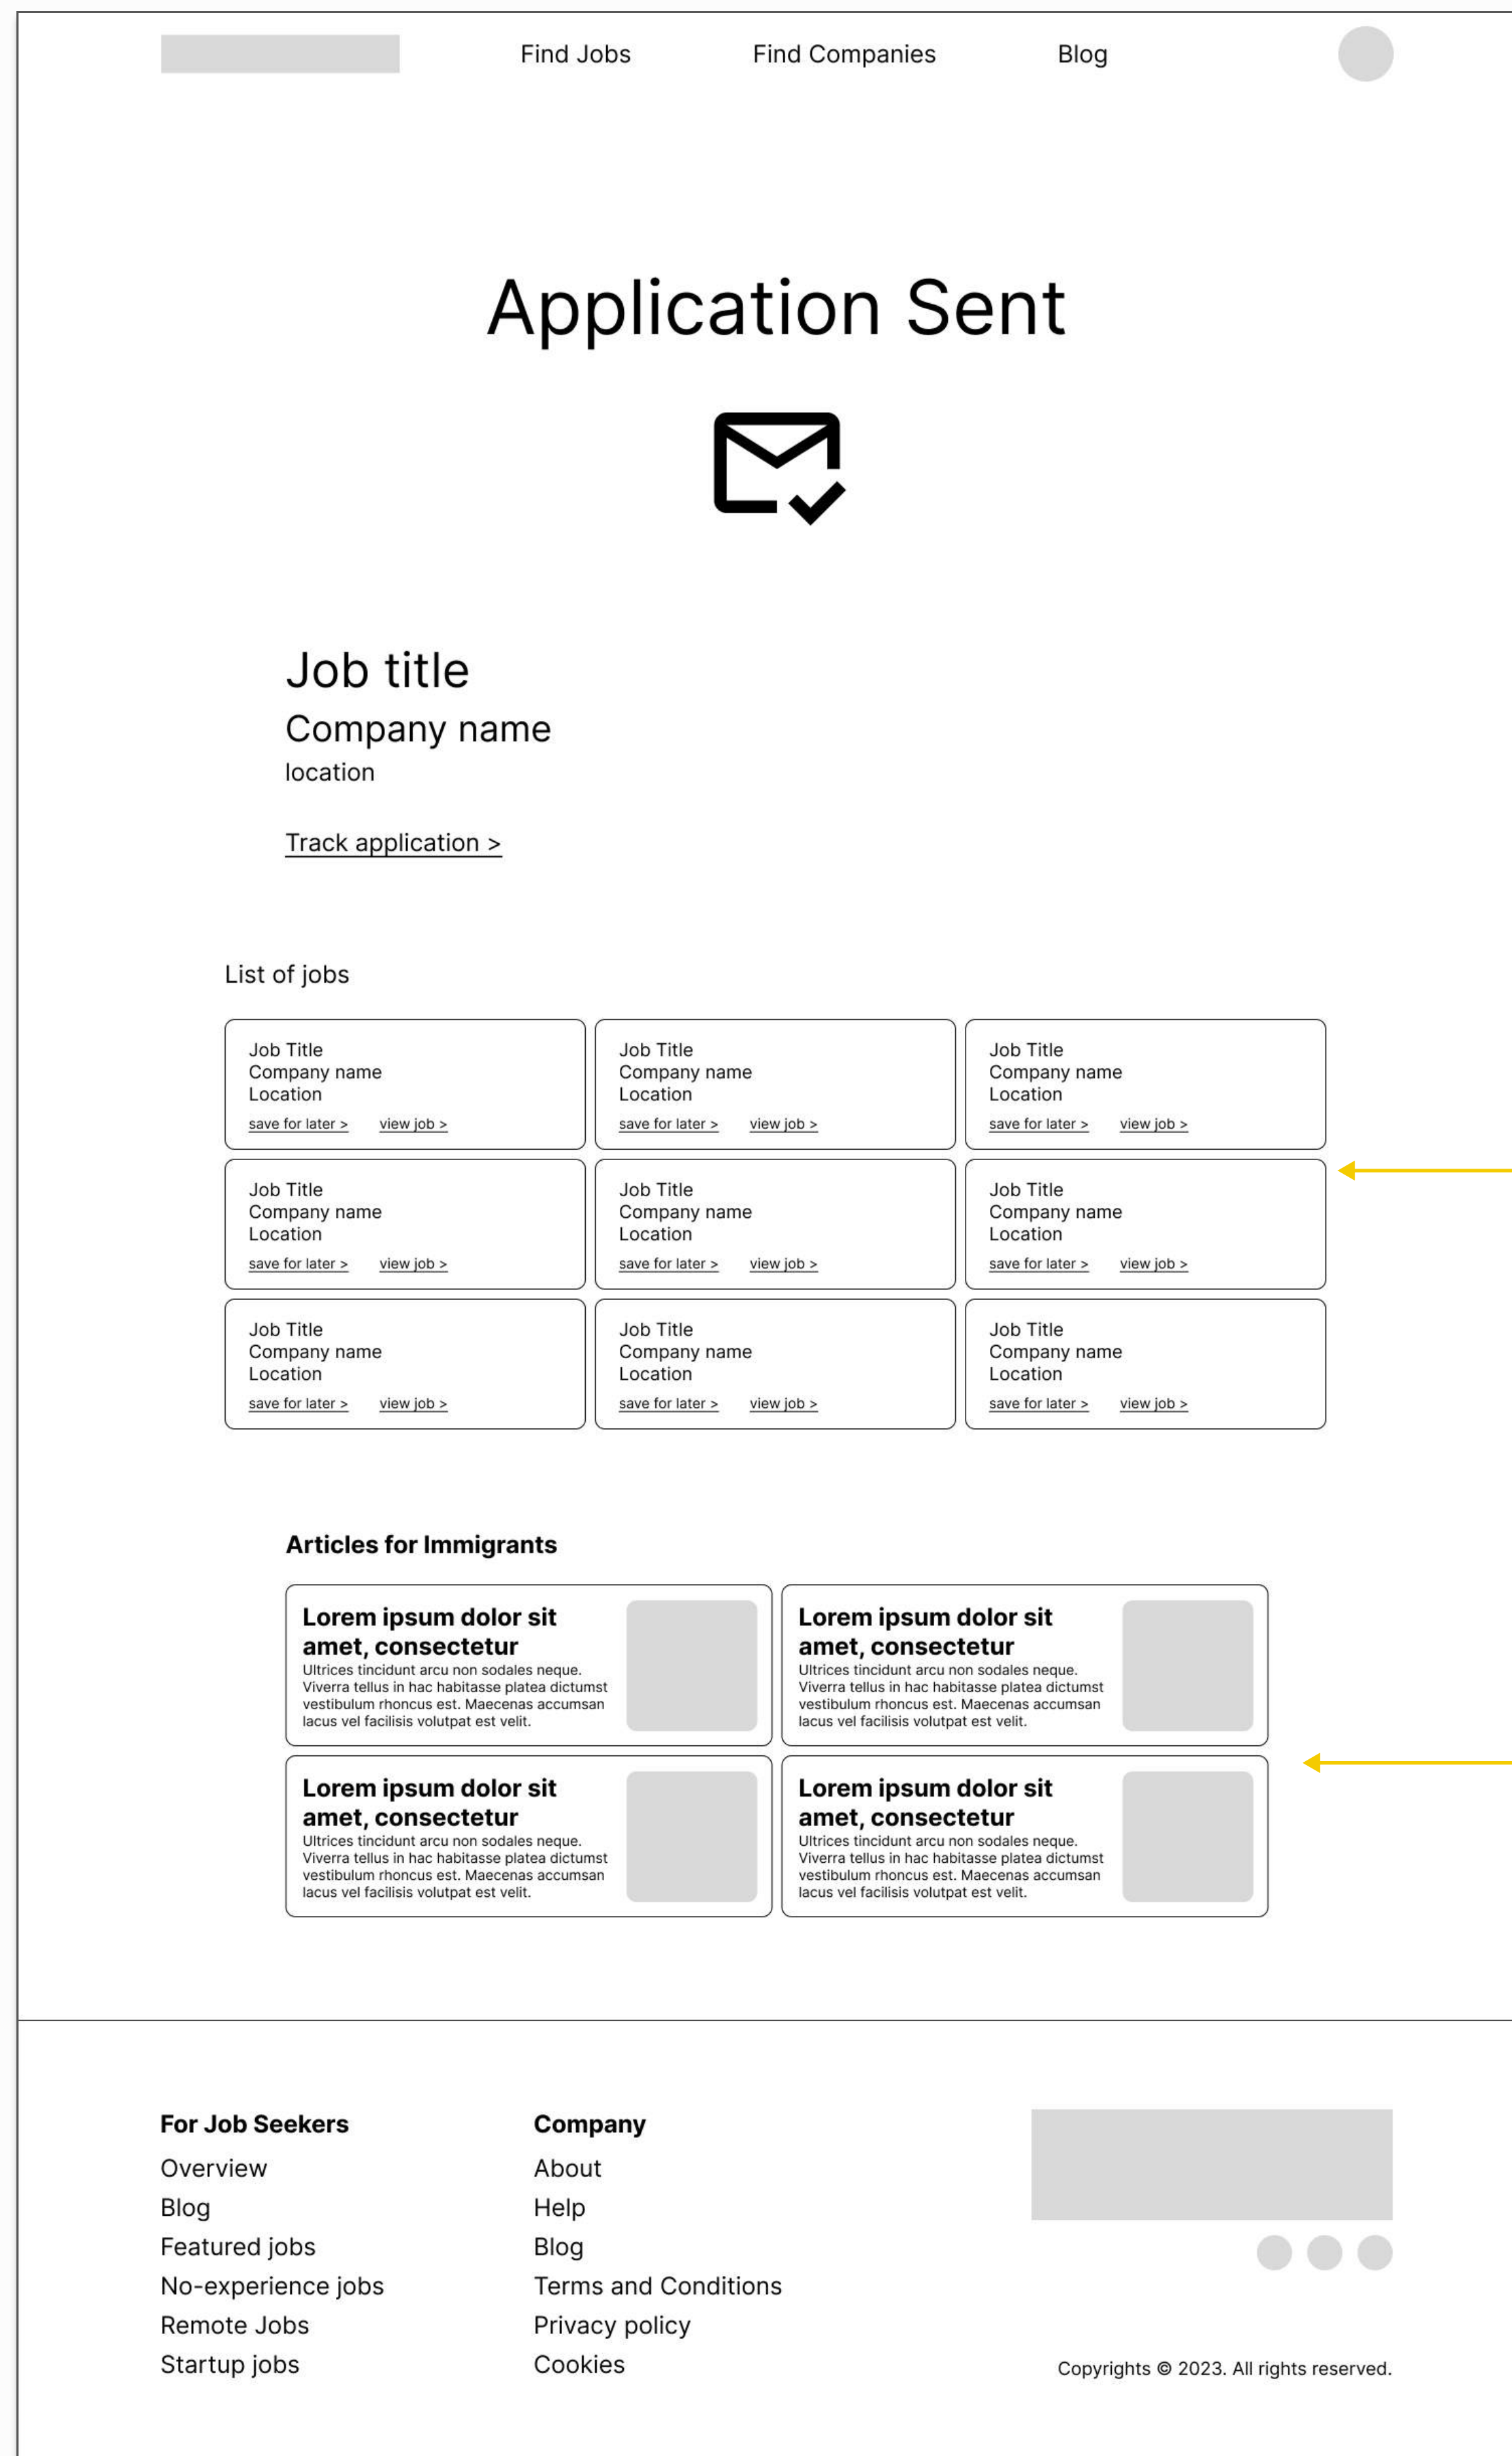 Find Jobs
Find Companies
Blog
Application Sent
Job title
Company name
location
Track application >
List of jobs
Job Title
Company name
Location
save for later >
view job >
Job Title
Company name
Location
save for later >
view job >
Job Title
Company name
Location
save for later >
view job >
Job Title
Company name
Location
save for later >
view job >
Job Title
Company name
Location
save for later >
view job >
Job Title
Company name
Location
save for later >
view job >
Job Title
Company name
Location
save for later >
view job >
Job Title
Company name
Location
save for later >
view job >
Job Title
Company name
Location
save for later >
view job >
Articles for Immigrants
Lorem ipsum dolor sit
amet, consectetur
Ultrices tincidunt arcu non sodales neque.
Viverra tellus in hac habitasse platea dictumst
vestibulum rhoncus est. Maecenas accumsan
lacus vel facilisis volutpat est velit.
Lorem ipsum dolor sit
amet, consectetur
Ultrices tincidunt arcu non sodales neque.
Viverra tellus in hac habitasse platea dictumst
vestibulum rhoncus est. Maecenas accumsan
lacus vel facilisis volutpat est velit.
Lorem ipsum dolor sit
amet, consectetur
Ultrices tincidunt arcu non sodales neque.
Viverra tellus in hac habitasse platea dictumst
vestibulum rhoncus est. Maecenas accumsan
lacus vel facilisis volutpat est velit.
Lorem ipsum dolor sit
amet, consectetur
Ultrices tincidunt arcu non sodales neque.
Viverra tellus in hac habitasse platea dictumst
vestibulum rhoncus est. Maecenas accumsan
lacus vel facilisis volutpat est velit.
For Job Seekers
Overview
Blog
Featured jobs
No-experience jobs
Remote Jobs
Startup jobs
Company
About
Help
Blog
Terms and Conditions
Privacy policy
Cookies
Copyrights © 2023. All rights reserved.